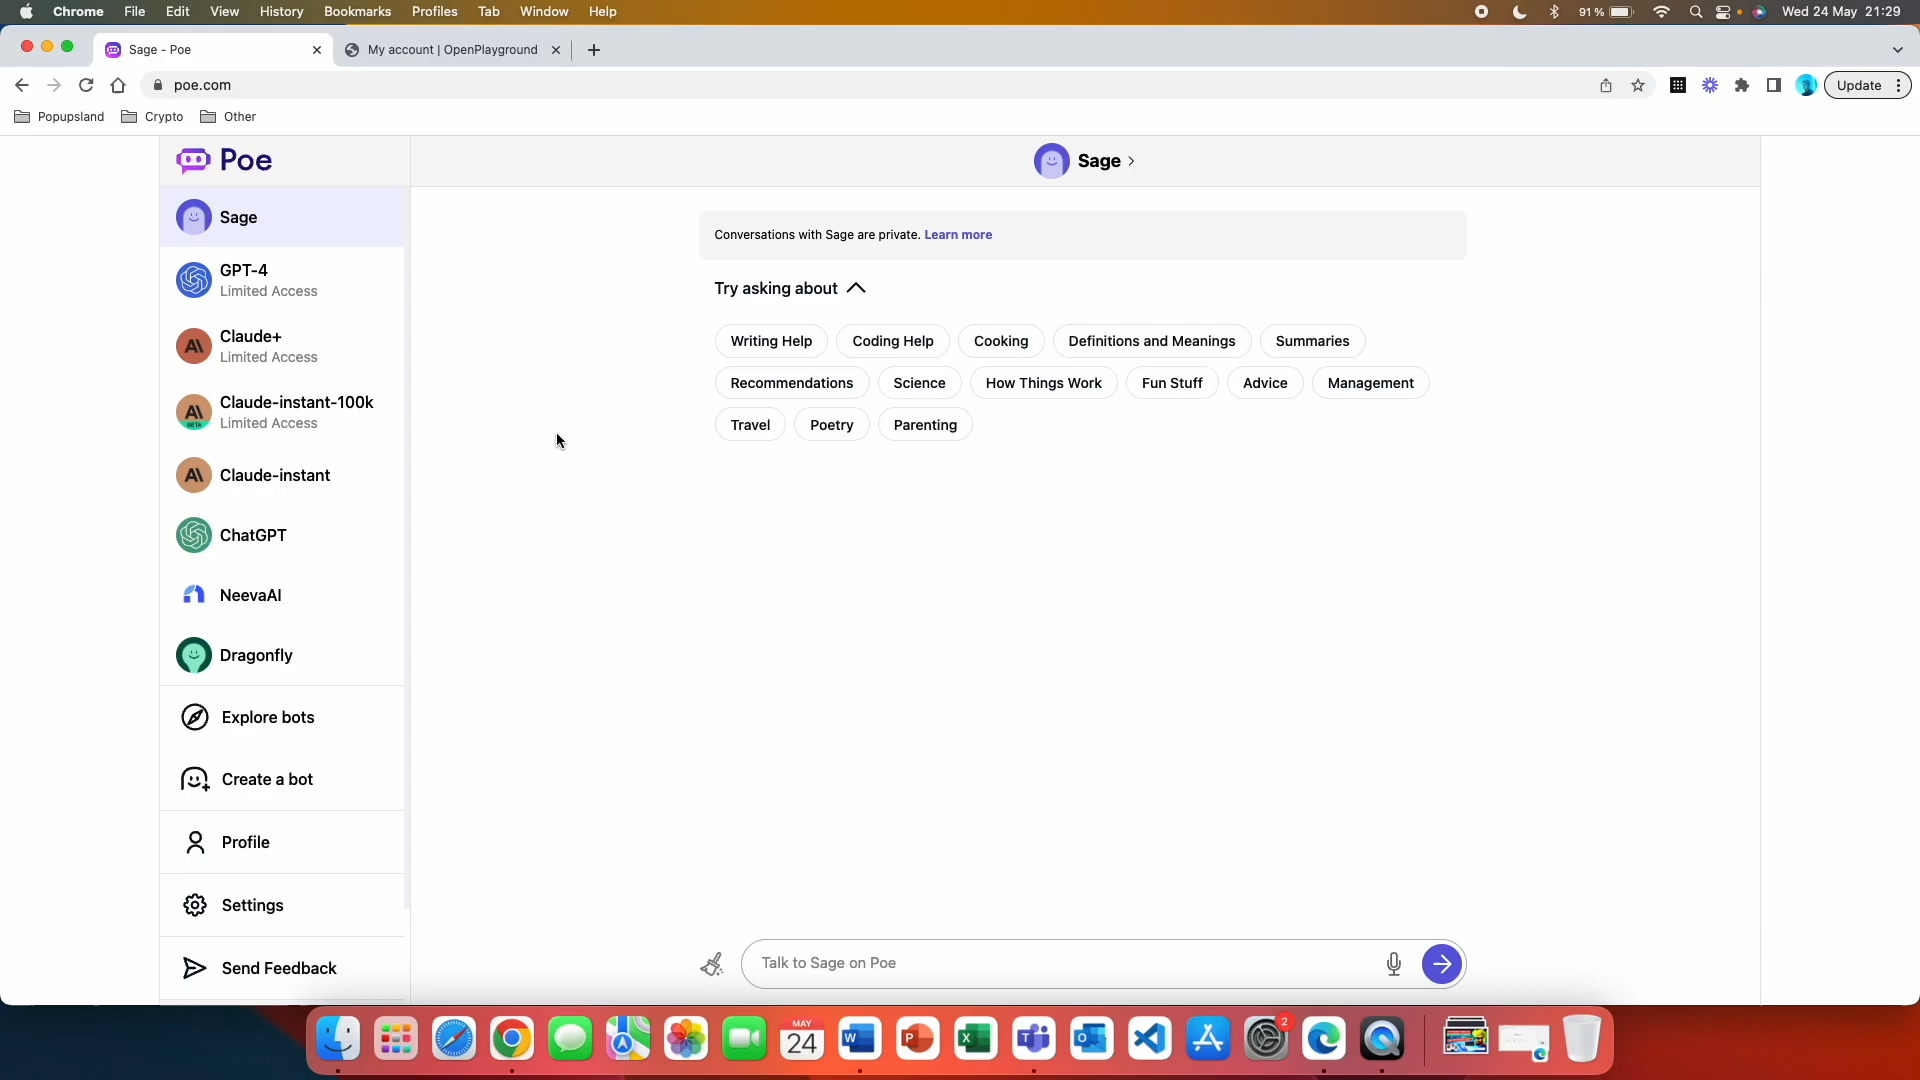 Chrome File Edit View History Bookmarks Profiles Tab Window Help 91% Wed 24 May 21:29
Sage - Poe My account | OpenPlayground
poe.com Update
Popupsland Crypto Other
Poe
Sage
Sage
Conversations with Sage are private. Learn more
GPT-4
Limited Access
Try asking about
Claude+
Limited Access
Writing Help Coding Help Cooking Definitions and Meanings Summaries
Recommendations Science How Things Work Fun Stuff Advice Management
Claude-instant-100k
Limited Access
BETA
Travel Poetry Parenting
Claude-instant
ChatGPT
NeevaAI
Dragonfly
Explore bots
Create a bot
Profile
Settings
Send Feedback
Talk to Sage on Poe
MAY
24
2